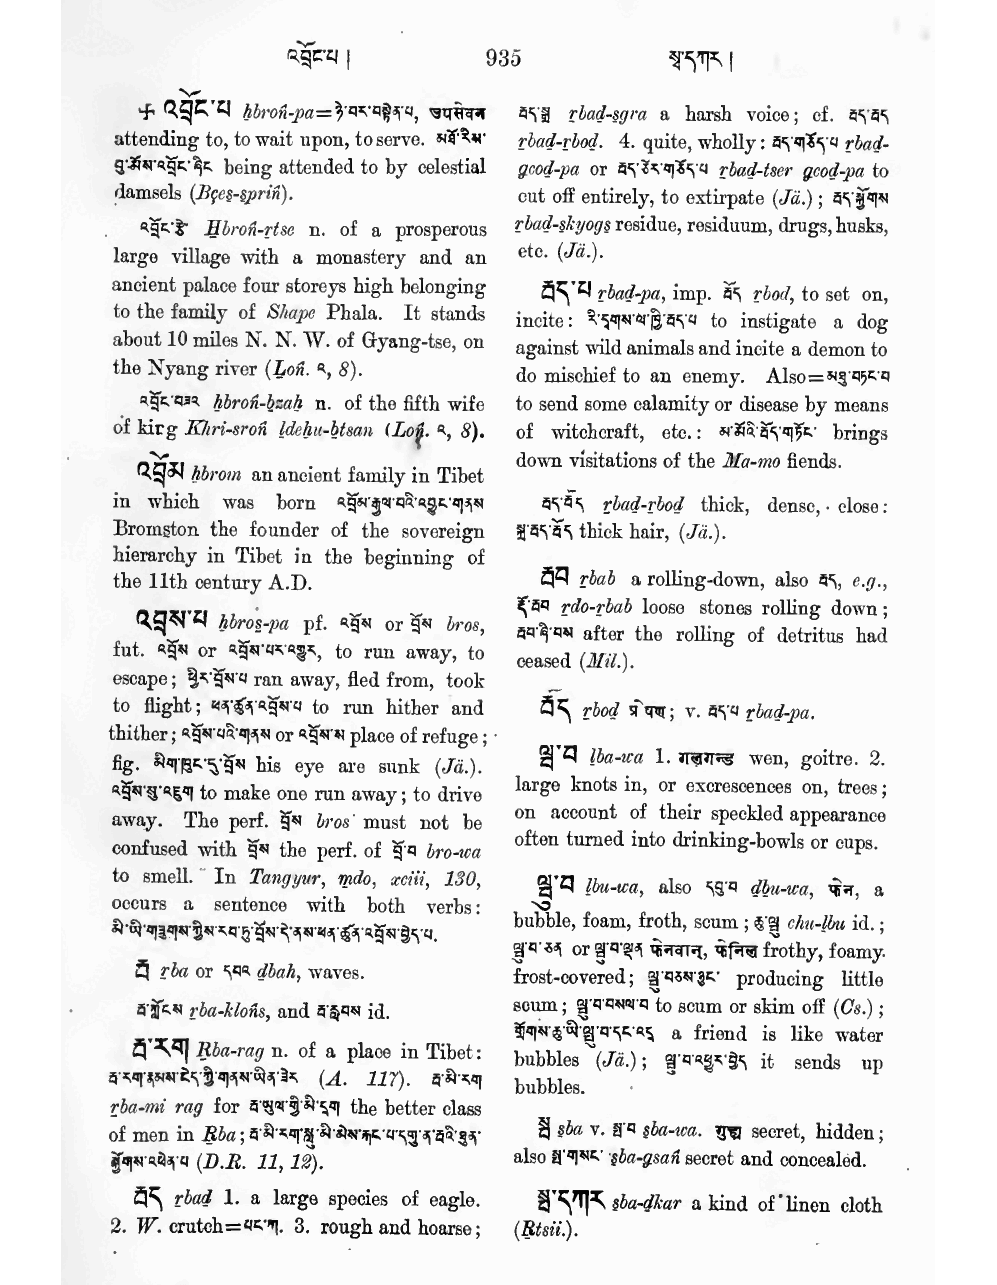 འབྲོང་པ། 935 སྦ་དཀར།
࿖ འབྲོང་པ ḥbroṅ-pa=ཉེ་བར་བསྟེན་པ, उपसेवन
attending to, to wait upon, to serve. མཐོ་རིས་
བུ་མོས་འབྲོང་ཞིང being attended to by celestial
damsels (Bçes-spriṅ).
འབྲོང་རྩེ Ḥbroṅ-rtse n. of a prosperous
large village with a monastery and an
ancient palace four storeys high belonging
to the family of Shape Phala. It stands
about 10 miles N. N. W. of Gyang-tse, on
the Nyang river (Loṅ. २, 8).
འབྲོང་བཟའ ḥbroṅ-bzaḥ n. of the fifth wife
of kirg Khri-sroṅ ldeḥu-btsan (Loṅ. २, 8).
འབྲོམ ḥbrom an ancient family in Tibet
in which was born འབྲོམ་རྒྱལ་བའི་འབྱུང་གནས
Bromston the founder of the sovereign
hierarchy in Tibet in the beginning of
the 11th century A.D.
འབྲོས་པ ḥbros-pa pf. འབྲོས or བྲོས bros,
fut. འབྲོས or འབྲོས་པར་འགྱུར, to run away, to
escape; ཕྱིར་བྲོས་པ ran away, fled from, took
to flight; ཕན་ཚུན་འབྲོས་པ to run hither and
thither; འབྲོས་པའི་གནས or འབྲོས་ས place of refuge;
fig. མིག་ཁུང་དུ་བྲོས his eye are sunk (Jä.).
འབྲོས་སུ་འཇུག to make one run away; to drive
away. The perf. བྲོས bros must not be
confused with བྲོས the perf. of བྲོ་བ bro-wa
to smell. In Tangyur, mdo, xciii, 130,
occurs a sentence with both verbs:
མི་ཡི་གཟུགས་ཀྱིས་རབ་ཏུ་བྲོས་དེ་ནས་ཕན་ཚུན་འབྲོས་བྱེད་པ.
རྦ rba or དབའ dbaḥ, waves.
རྦ་ཀློངས rba-kloṅs, and རྦ་རླབས id.
རྦ་རག Rba-rag n. of a place in Tibet:
རྦ་རག་རྣམས་ངེད་ཀྱི་གནས་ཡིན་ཟེར (A. 117). རྦ་མི་རག
rba-mi rag for རྦ་ཡུལ་གྱི་མི་དྲག the better class
of men in Rba; རྦ་མི་རག་སྐུ་མི་མེས་རྐང་པ་དགུ་ན་རྦའི་བྱུན་
ཕྱོགས་འཕེན་པ (D.R. 11, 12).
རྦད rbad 1. a large species of eagle.
2. W. crutch=པང་ཀ. 3. rough and hoarse;
རྦད་སྒྲ rbad-sgra a harsh voice; cf. རྦད་རྦོད
rbad-rbod. 4. quite, wholly: རྦད་གཅོད་པ rbad-
gcod-pa or རྦད་ཙེར་གཅོད་པ rbad-tser gcod-pa to
cut off entirely, to extirpate (Jä.); རྦད་སྐྱོགས
rbad-skyogs residue, residuum, drugs, husks,
etc. (Jä.).
རྦད་པ rbad-pa, imp. རྦོད rbod, to set on,
incite: རི་དྭགས་ལ་ཁྱི་རྦད་པ to instigate a dog
against wild animals and incite a demon to
do mischief to an enemy. Also=མཐུ་བཏང་བ
to send some calamity or disease by means
of witchcraft, etc.: མ་མོའི་རྦོད་གཏོང་ brings
down visitations of the Ma-mo fiends.
རྦད་རྦོད rbad-rbod thick, dense, close:
སྐྲ་རྦད་རྦོད thick hair, (Jä.).
རྦབ rbab a rolling-down, also རྦད, e.g.,
རྡོ་རྦབ rdo-rbab loose stones rolling down;
རྦབ་ཞི་བས after the rolling of detritus had
ceased (Mil.).
རྦོད rbod प्रेषण; v. རྦད་པ rbad-pa.
ལྦ་བ lba-wa 1. गलगण्ड wen, goitre. 2.
large knots in, or excrescences on, trees;
on account of their speckled appearance
often turned into drinking-bowls or cups.
ལྦུ་བ lbu-wa, also དབུ་བ dbu-wa, फेन, a
bubble, foam, froth, scum; ཆུ་ལྦུ chu-lbu id.;
ལྦུ་བ་ཅན or ལྦུ་བ་ལྡན फेनवान्, फेनिल frothy, foamy.
frost-covered; ལྦུ་བཅས་ཆུང་ producing little
scum; ལྦུ་བ་བསལ་བ to scum or skim off (Cs.);
གྲོགས་ཆུ་ཡི་ལྦུ་བ་དང་འདྲ a friend is like water
bubbles (Jä.); ལྦུ་བ་འཕྱུར་བྱེད it sends up
bubbles.
སྦ sba v. སྦ་བ sba-wa. गुह्य secret, hidden;
also སྦ་གསང་ sba-gsaṅ secret and concealed.
སྦ་དཀར sba-dkar a kind of linen cloth
(Rtsii.).